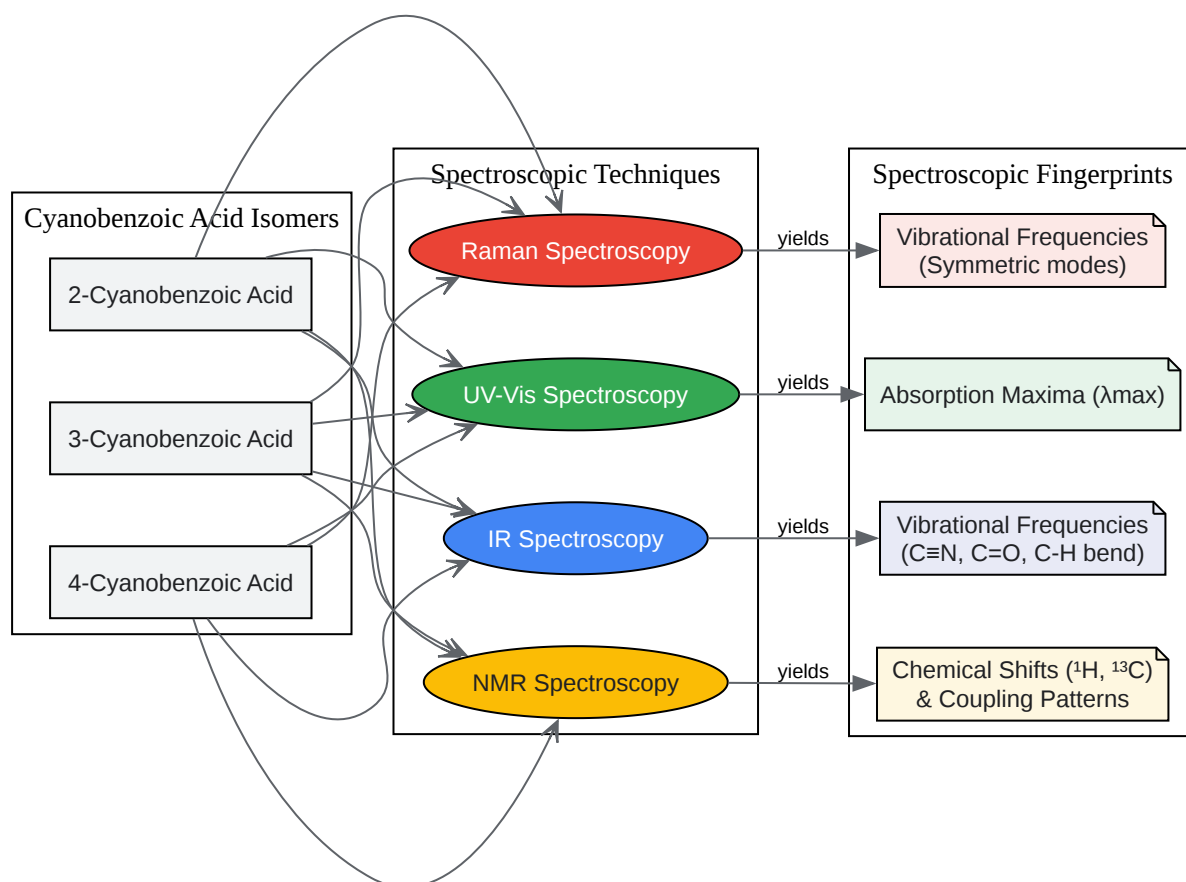 Cyanobenzoic Acid Isomers
2-Cyanobenzoic Acid
3-Cyanobenzoic Acid
4-Cyanobenzoic Acid
Spectroscopic Techniques
Raman Spectroscopy
UV-Vis Spectroscopy
IR Spectroscopy
NMR Spectroscopy
yields
yields
yields
yields
Spectroscopic Fingerprints
Vibrational Frequencies
(Symmetric modes)
Absorption Maxima (λmax)
Vibrational Frequencies
(C≡N, C=O, C-H bend)
Chemical Shifts (¹H, ¹³C)
& Coupling Patterns